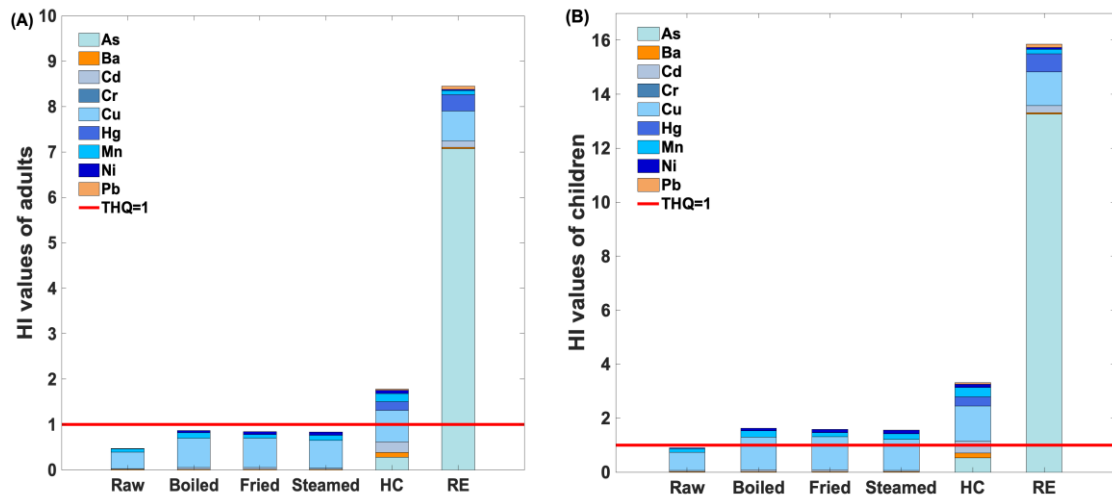 (A)
HI values of adults
10
9
8
7
6
5
4
3
2
1
0
As
Ba
Cd
Cr
Cu
Hg
Mn
Ni
Pb
THQ=1
Raw Boiled Fried Steamed HC RE
(B)
HI values of children
16
14
12
10
8
6
4
2
0
As
Ba
Cd
Cr
Cu
Hg
Mn
Ni
Pb
THQ=1
Raw Boiled Fried Steamed HC RE